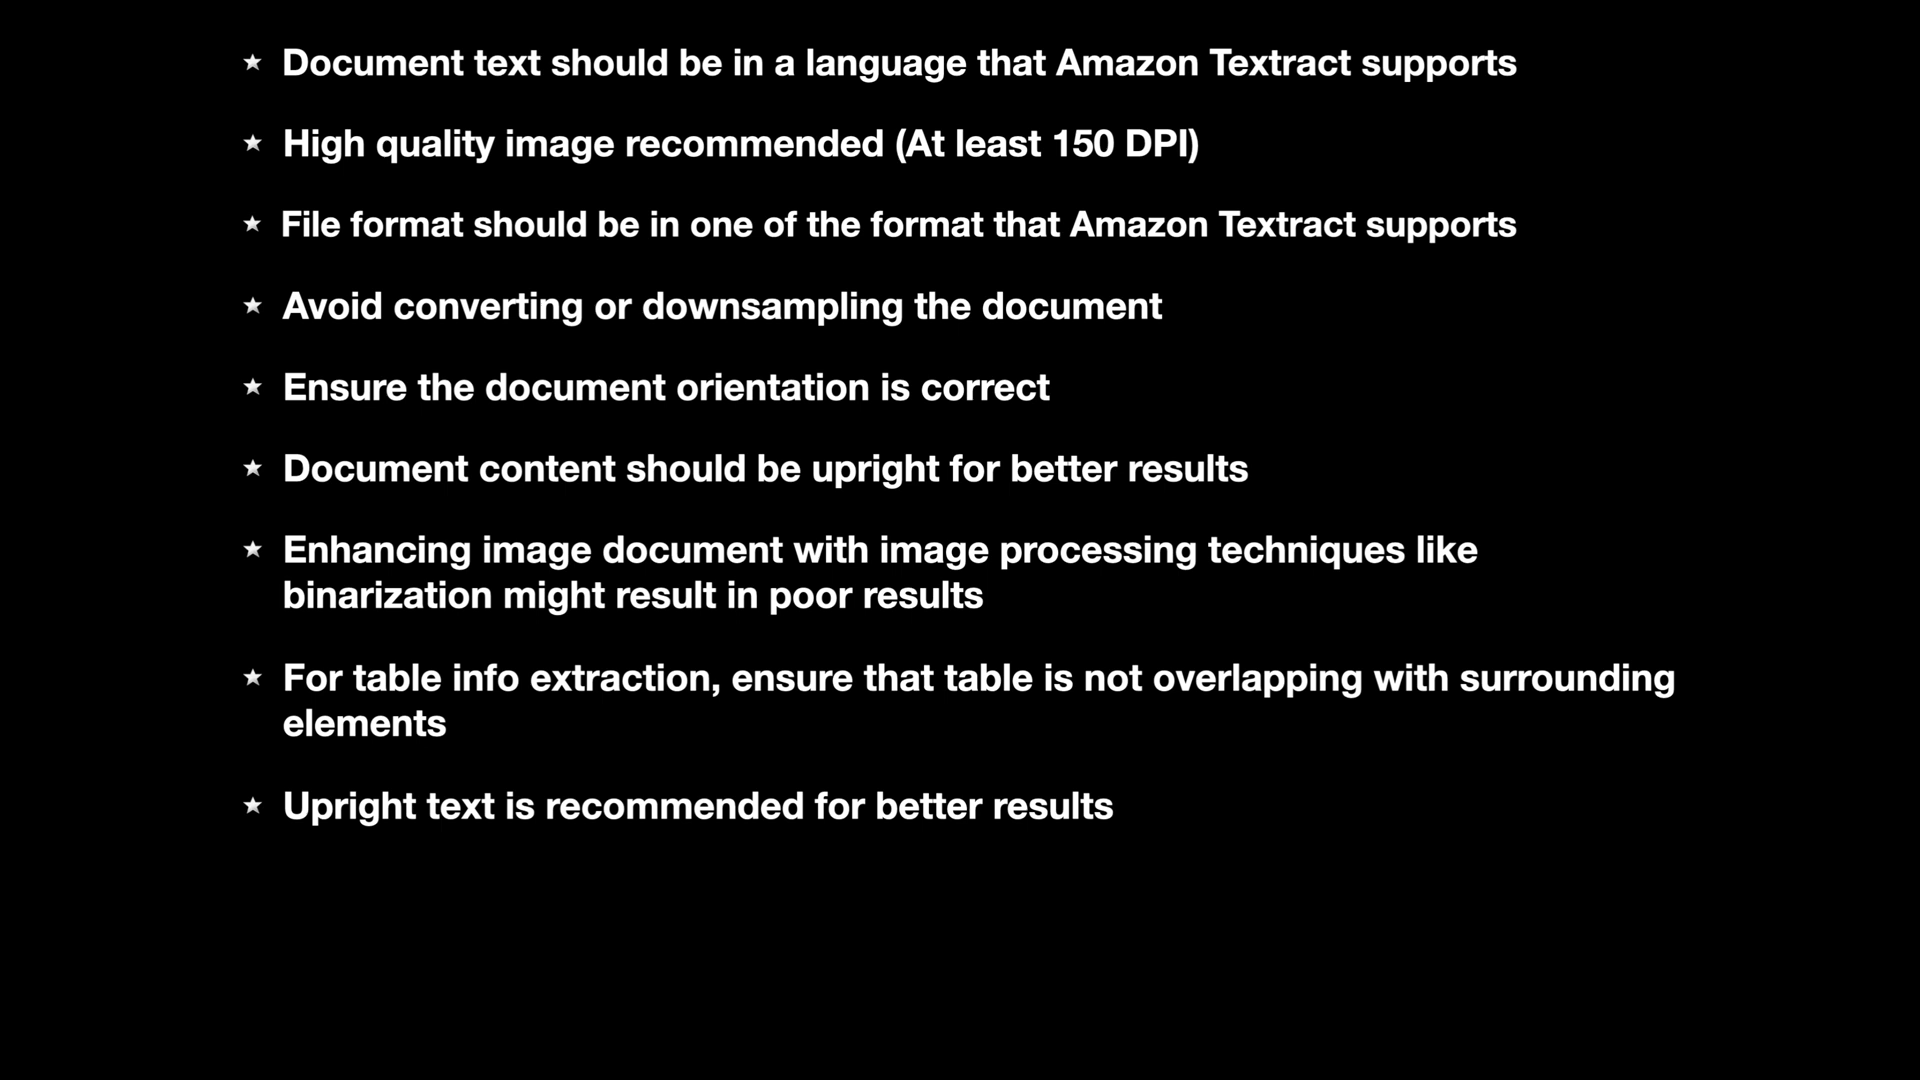 ★ Document text should be in a language that Amazon Textract supports
★ High quality image recommended (At least 150 DPI)
★ File format should be in one of the format that Amazon Textract supports
★ Avoid converting or downsampling the document
★ Ensure the document orientation is correct
★ Document content should be upright for better results
★ Enhancing image document with image processing techniques like
binarization might result in poor results
★ For table info extraction, ensure that table is not overlapping with surrounding
elements
★ Upright text is recommended for better results